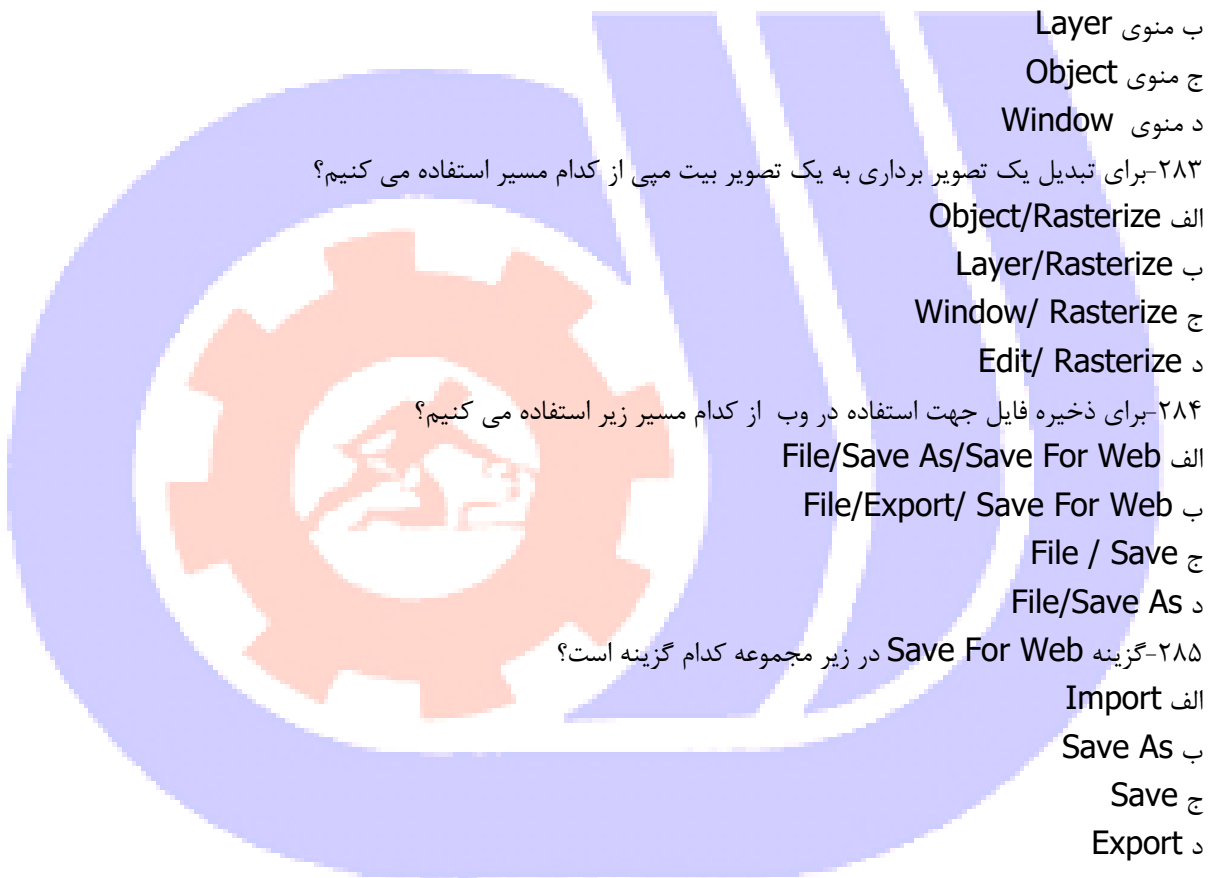 ب منوی Layer
ج منوی Object
د منوی Window
۲۸۳-برای تبدیل یک تصویر برداری به یک تصویر بیت مپی از کدام مسیر استفاده می کنیم؟
الف Object/Rasterize
ب Layer/Rasterize
ج Window/ Rasterize
د Edit/ Rasterize
۲۸۴-برای ذخیره فایل جهت استفاده در وب از کدام مسیر زیر استفاده می کنیم؟
الف File/Save As/Save For Web
ب File/Export/ Save For Web
ج File / Save
د File/Save As
۲۸۵-گزینه Save For Web در زیر مجموعه کدام گزینه است؟
الف Import
ب Save As
ج Save
د Export